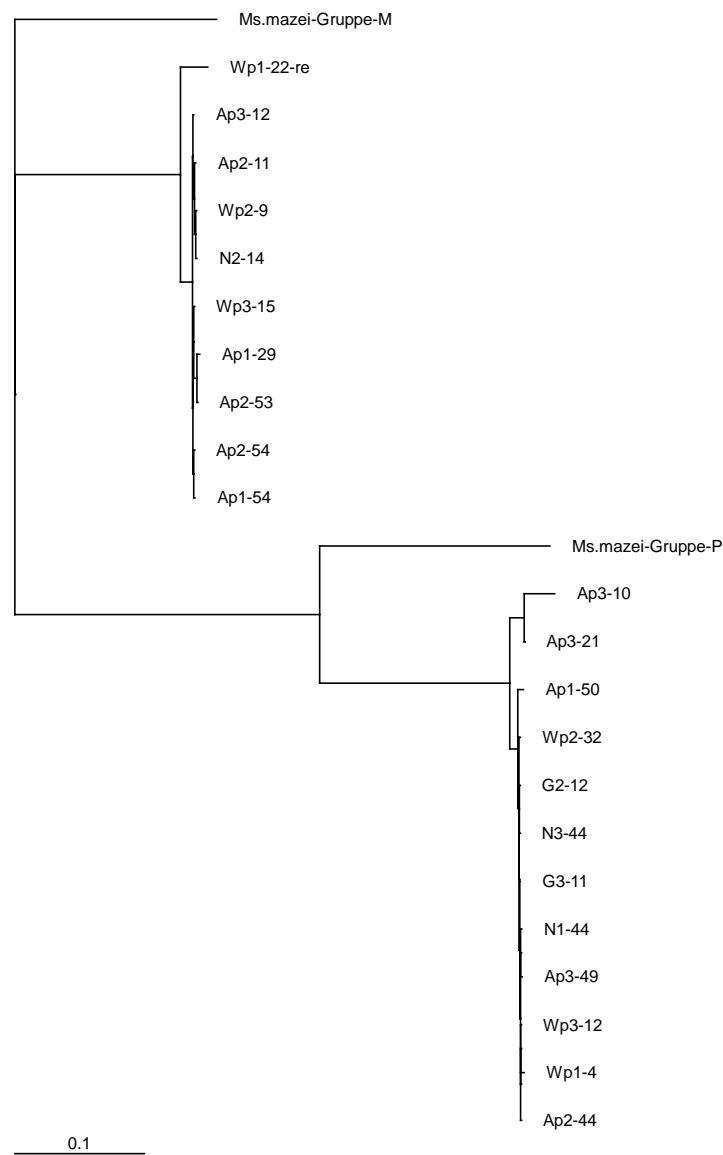 Ms.mazei-Gruppe-M
Wp1-22-re
Ap3-12
Ap2-11
Wp2-9
N2-14
Wp3-15
Ap1-29
Ap2-53
Ap2-54
Ap1-54
Ms.mazei-Gruppe-P
Ap3-10
Ap3-21
Ap1-50
Wp2-32
G2-12
N3-44
G3-11
N1-44
Ap3-49
Wp3-12
Wp1-4
Ap2-44
0.1